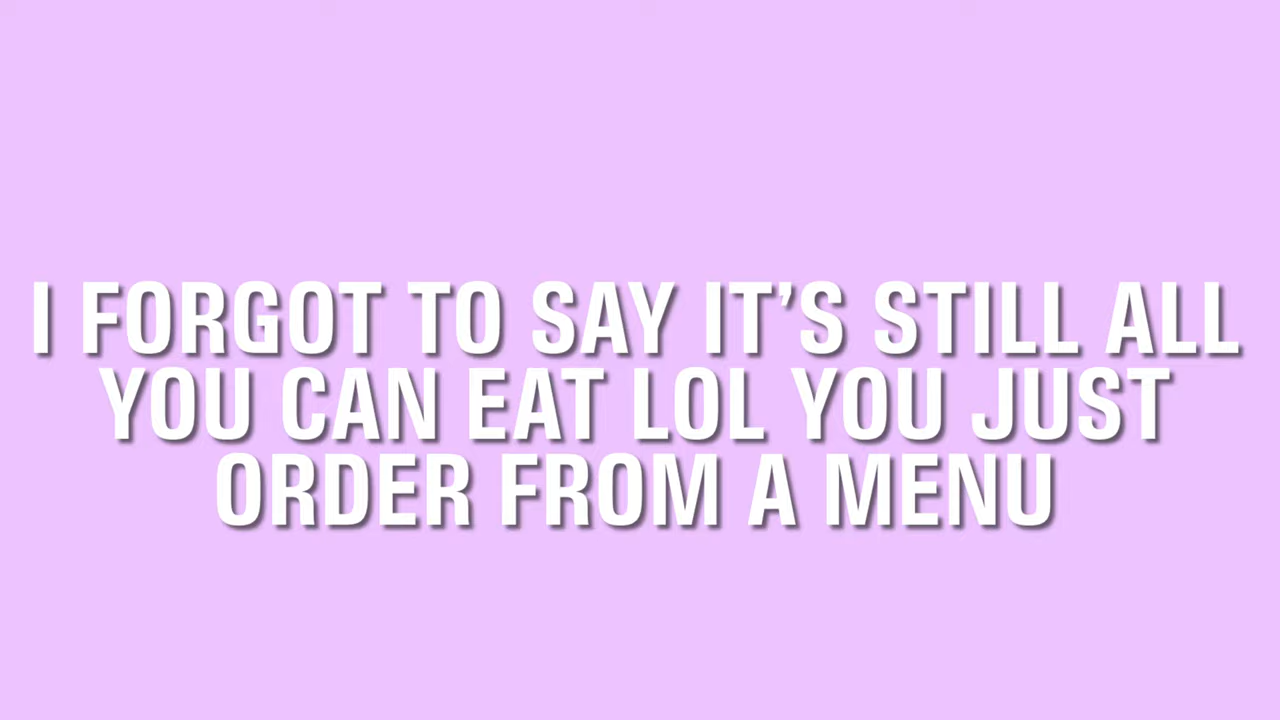 I FORGOT TO SAY IT’S STILL ALL
YOU CAN EAT LOL YOU JUST
ORDER FROM A MENU